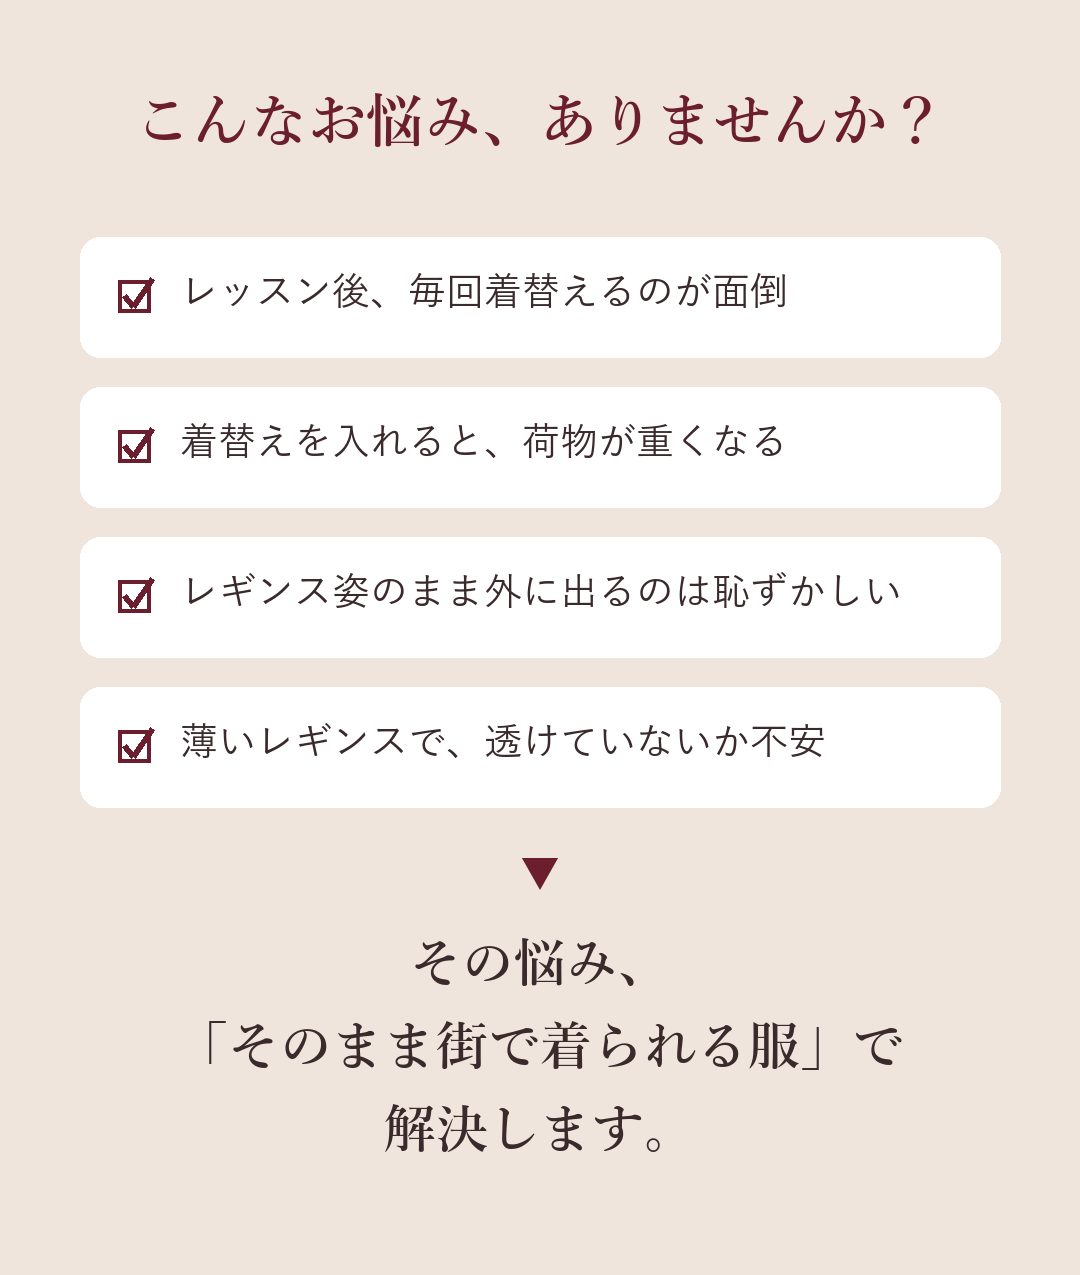 こんなお悩み、ありませんか？
レッスン後、毎回着替えるのが面倒
着替えを入れると、荷物が重くなる
レギンス姿のまま外に出るのは恥ずかしい
薄いレギンスで、透けていないか不安
その悩み、
「そのまま街で着られる服」で
解決します。